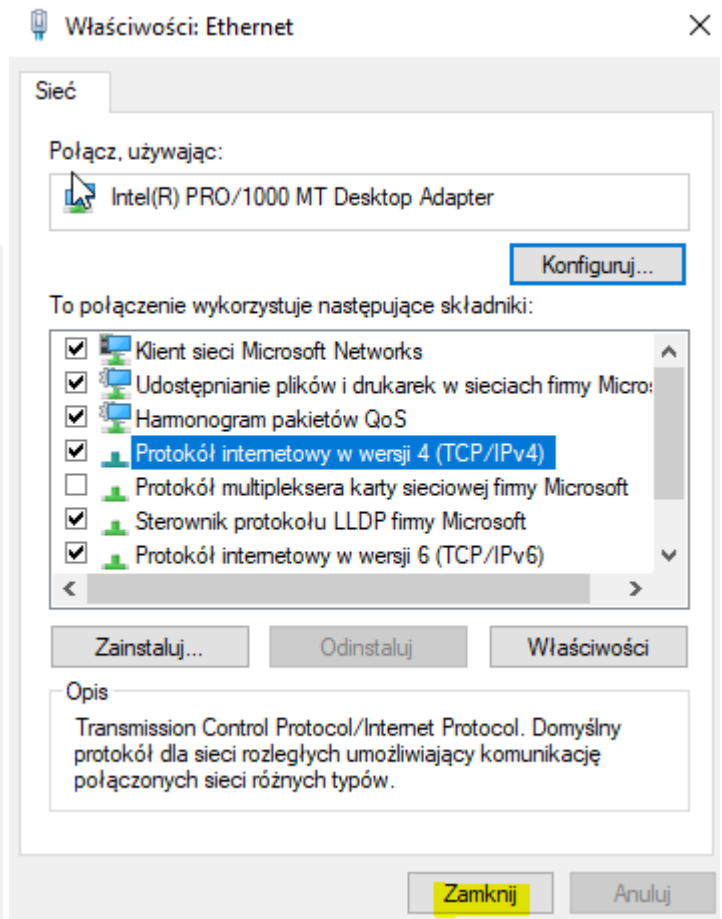 Właściwości: Ethernet
Sieć
Połącz, używając:
Intel(R) PRO/1000 MT Desktop Adapter
Konfiguruj...
To połączenie wykorzystuje następujące składniki:
Klient sieci Microsoft Networks
Udostępnianie plików i drukarek w sieciach firmy Micros
Harmonogram pakietów QoS
Protokół internetowy w wersji 4 (TCP/IPv4)
Protokół multipleksera karty sieciowej firmy Microsoft
Sterownik protokołu LLDP firmy Microsoft
Protokół internetowy w wersji 6 (TCP/IPv6)
Zainstaluj... Odinstaluj Właściwości
Opis
Transmission Control Protocol/Internet Protocol. Domyślny
protokół dla sieci rozległych umożliwiający komunikację
połączonych sieci różnych typów.
Zamknij Anuluj